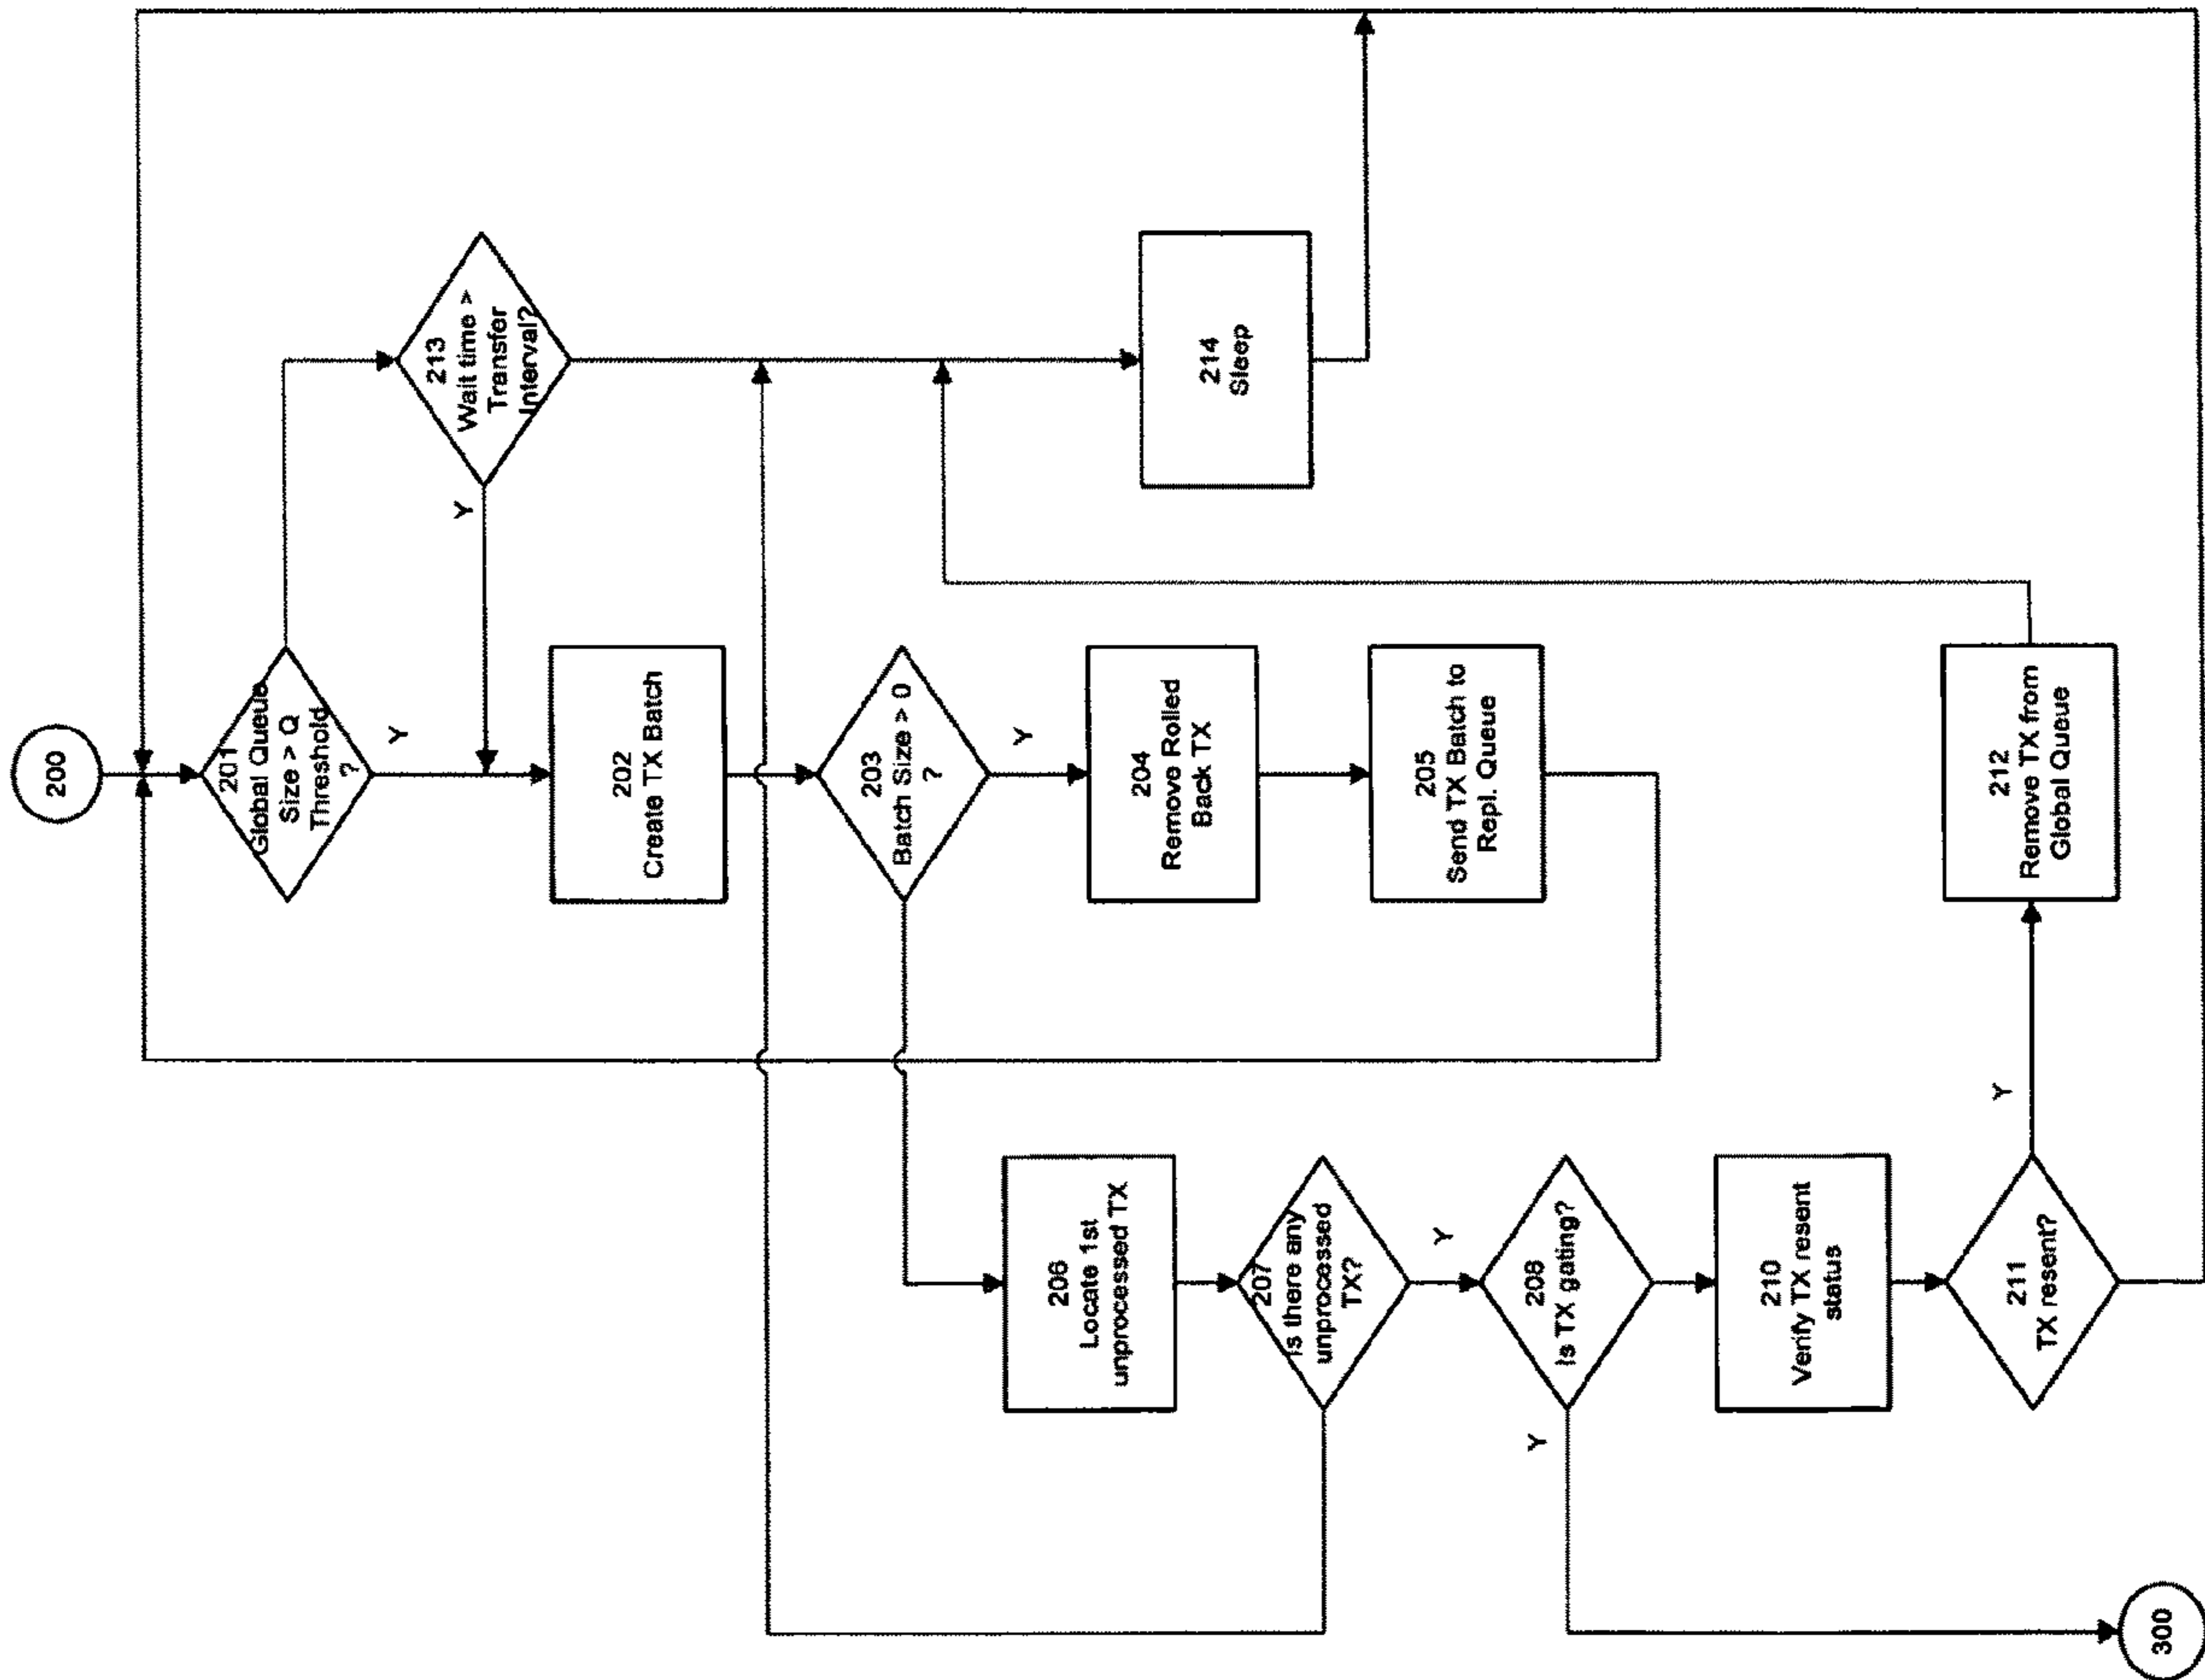 200
201
Global Queue
Size > Q
Threshold
?
Y
213
Wait time >
Transfer
Interval?
Y
202
Create TX Batch
203
Batch Size > 0
?
Y
204
Remove Rolled
Back TX
205
Send TX Batch to
Repl. Queue
206
Locate 1st
unprocessed TX
207
Is there any
unprocessed
TX?
Y
208
Is TX gating?
Y
210
Verify TX resent
status
211
TX resent?
Y
212
Remove TX from
Global Queue
214
Sleep
300